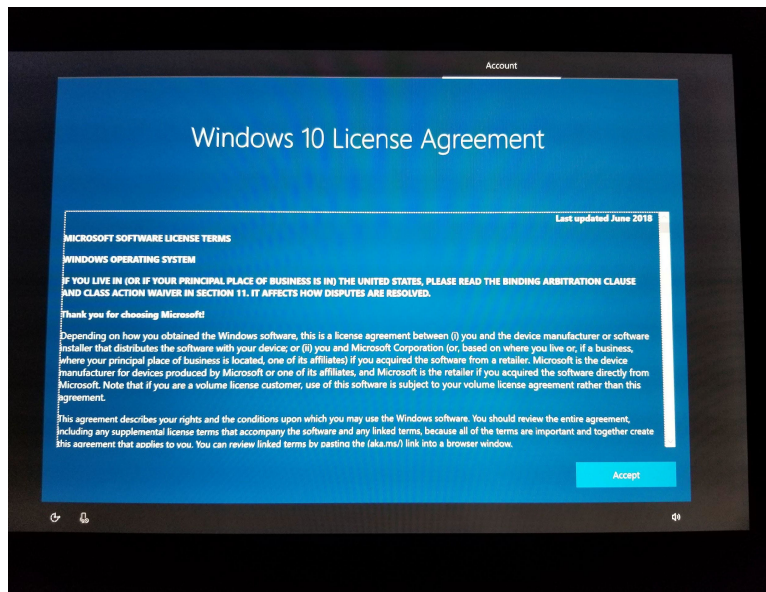 Account
Windows 10 License Agreement
Last updated June 2018
MICROSOFT SOFTWARE LICENSE TERMS
WINDOWS OPERATING SYSTEM
IF YOU LIVE IN (OR IF YOUR PRINCIPAL PLACE OF BUSINESS IS IN) THE UNITED STATES, PLEASE READ THE BINDING ARBITRATION CLAUSE
AND CLASS ACTION WAIVER IN SECTION 11. IT AFFECTS HOW DISPUTES ARE RESOLVED.
Thank you for choosing Microsoft!
Depending on how you obtained the Windows software, this is a license agreement between (i) you and the device manufacturer or software
installer that distributes the software with your device; or (ii) you and Microsoft Corporation (or, based on where you live or, if a business,
where your principal place of business is located, one of its affiliates) if you acquired the software from a retailer. Microsoft is the device
manufacturer for devices produced by Microsoft or one of its affiliates, and Microsoft is the retailer if you acquired the software directly from
Microsoft. Note that if you are a volume license customer, use of this software is subject to your volume license agreement rather than this
agreement.
This agreement describes your rights and the conditions upon which you may use the Windows software. You should review the entire agreement,
including any supplemental license terms that accompany the software and any linked terms, because all of the terms are important and together create
this agreement that applies to you. You can review linked terms by pasting the (aka.ms/) link into a browser window.
Accept